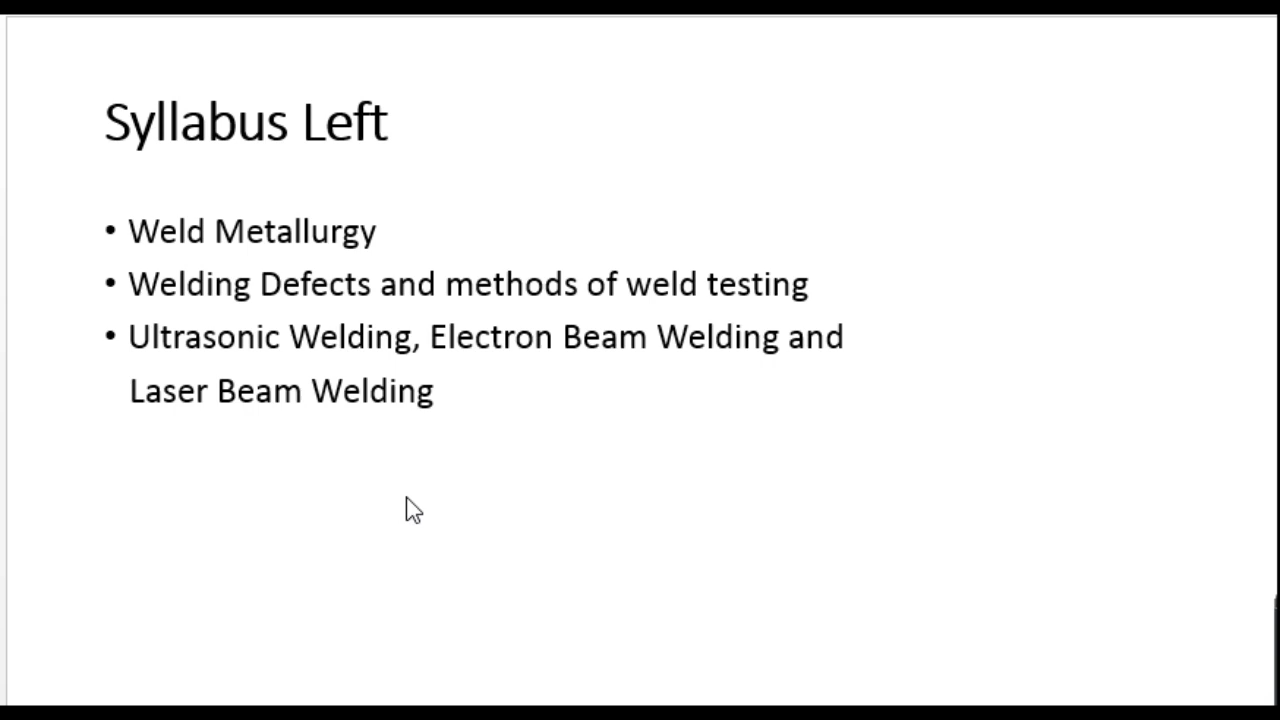 Syllabus Left
• Weld Metallurgy
• Welding Defects and methods of weld testing
• Ultrasonic Welding, Electron Beam Welding and
Laser Beam Welding